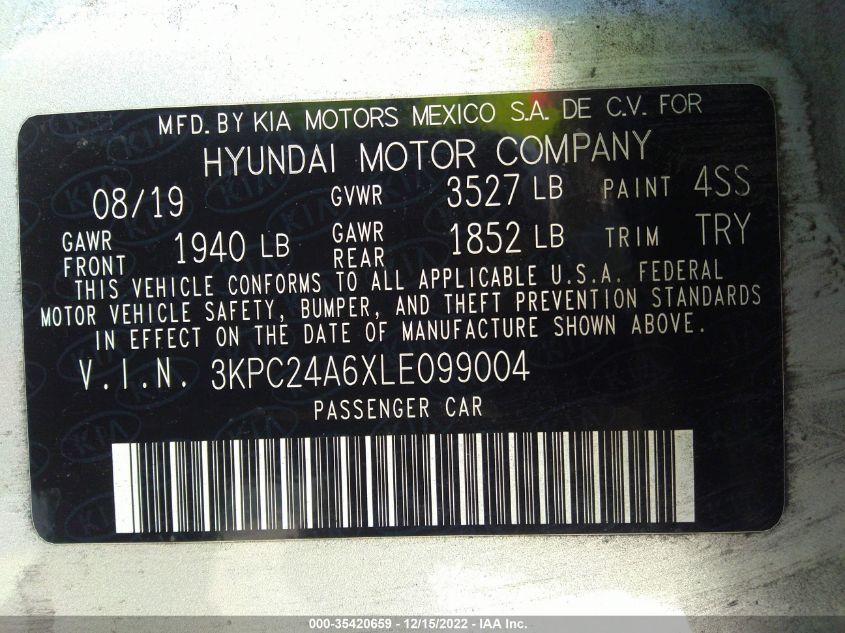 MFD. BY KIA MOTORS MEXICO S.A. DE C.V. FOR
HYUNDAI MOTOR COMPANY
08/19 GVWR 3527 LB PAINT 4SS
GAWR FRONT 1940 LB GAWR REAR 1852 LB TRIM TRY
THIS VEHICLE CONFORMS TO ALL APPLICABLE U.S.A. FEDERAL
MOTOR VEHICLE SAFETY, BUMPER, AND THEFT PREVENTION STANDARDS
IN EFFECT ON THE DATE OF MANUFACTURE SHOWN ABOVE.
V.I.N. 3KPC24A6XLE099004
PASSENGER CAR
000-35420659 - 12/15/2022 - IAA Inc.